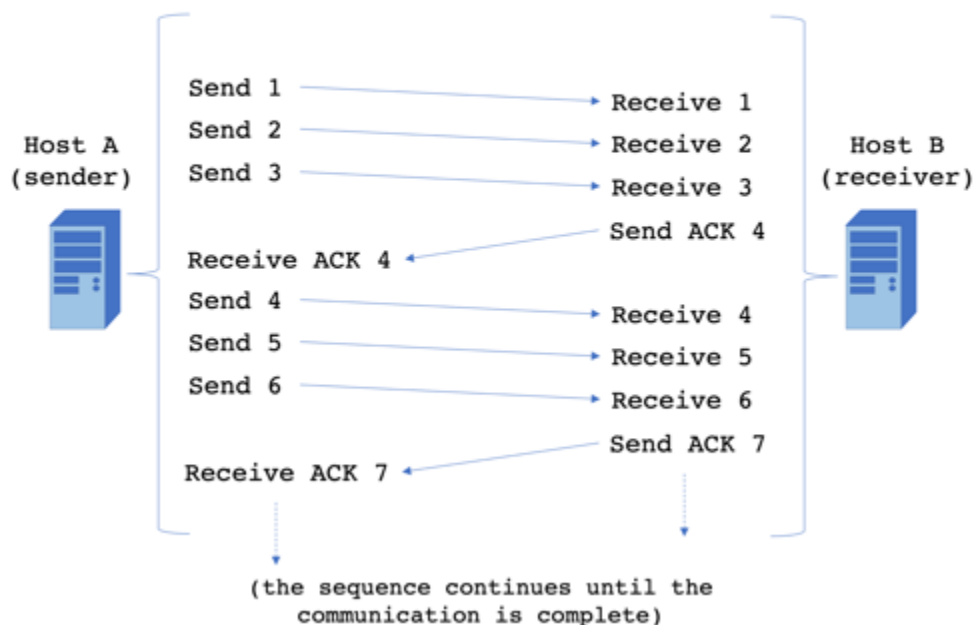 Send 1
Receive 1
Send 2
Receive 2
Host A
(sender)
Host B
(receiver)
Send 3
Receive 3
Send ACK 4
Receive ACK 4
Send 4
Receive 4
Send 5
Receive 5
Send 6
Receive 6
Send ACK 7
Receive ACK 7
(the sequence continues until the
communication is complete)